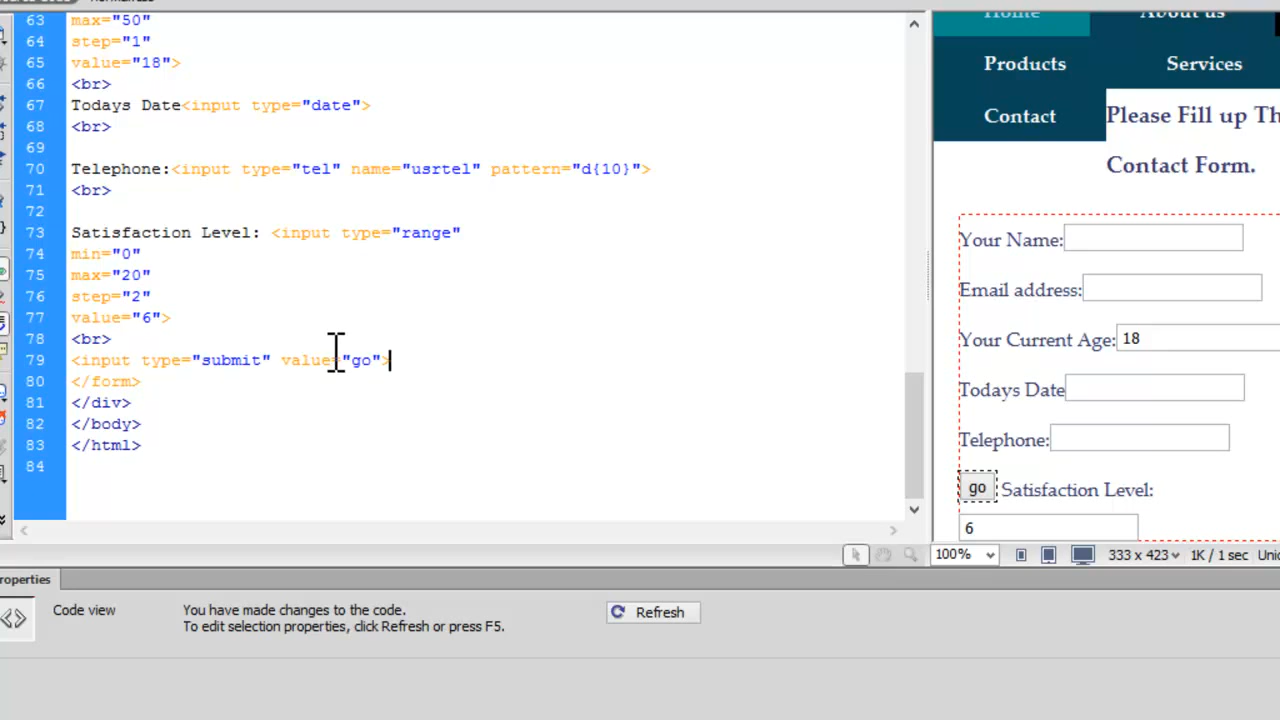 63 max="50"
64 step="1"
65 value="18">
66 <br>
67 Todays Date<input type="date">
68 <br>
69
70 Telephone:<input type="tel" name="usrtel" pattern="d{10}">
71 <br>
72
73 Satisfaction Level: <input type="range"
74 min="0"
75 max="20"
76 step="2"
77 value="6">
78 <br>
79 <input type="submit" value="go">
80 </form>
81 </div>
82 </body>
83 </html>
84
Home About us
Products Services
Contact
Please Fill up Th
Contact Form.
Your Name:
Email address:
Your Current Age: 18
Todays Date
Telephone:
go Satisfaction Level:
6
100% 333 x 423 1K / 1 sec Unic
roperties
Code view
You have made changes to the code.
To edit selection properties, click Refresh or press F5.
Refresh